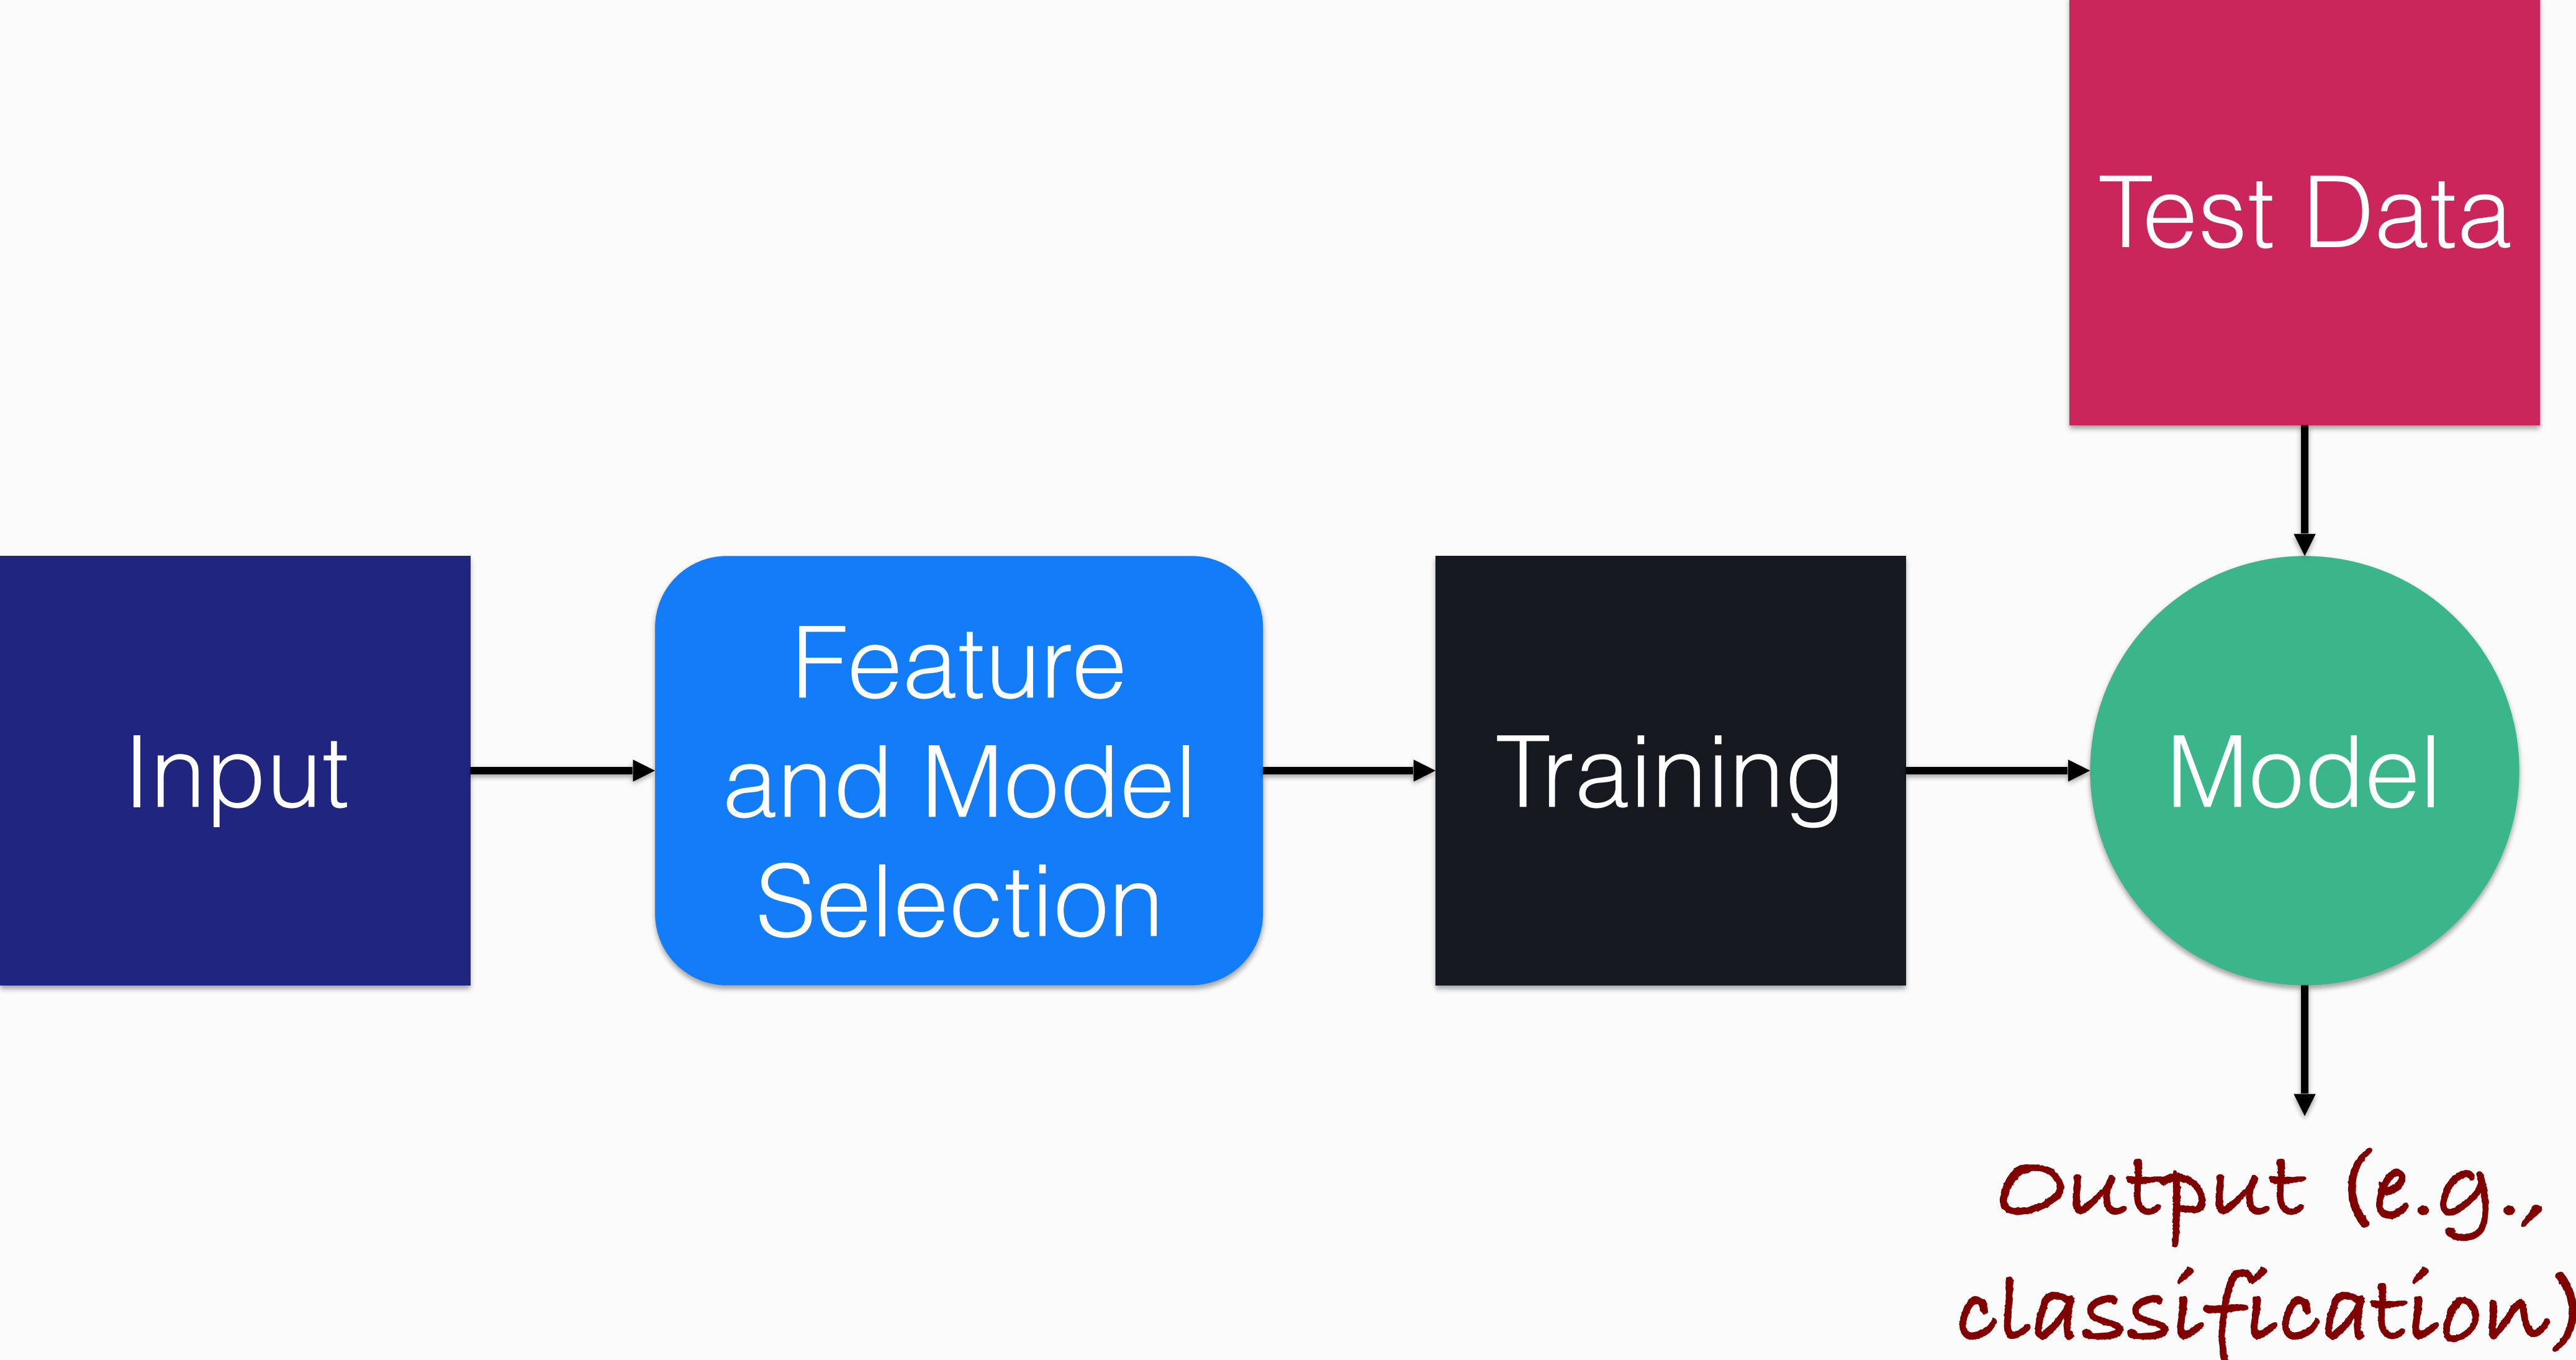 Test Data
Input
Feature
and Model
Selection
Training
Model
Output (e.g.,
classification)